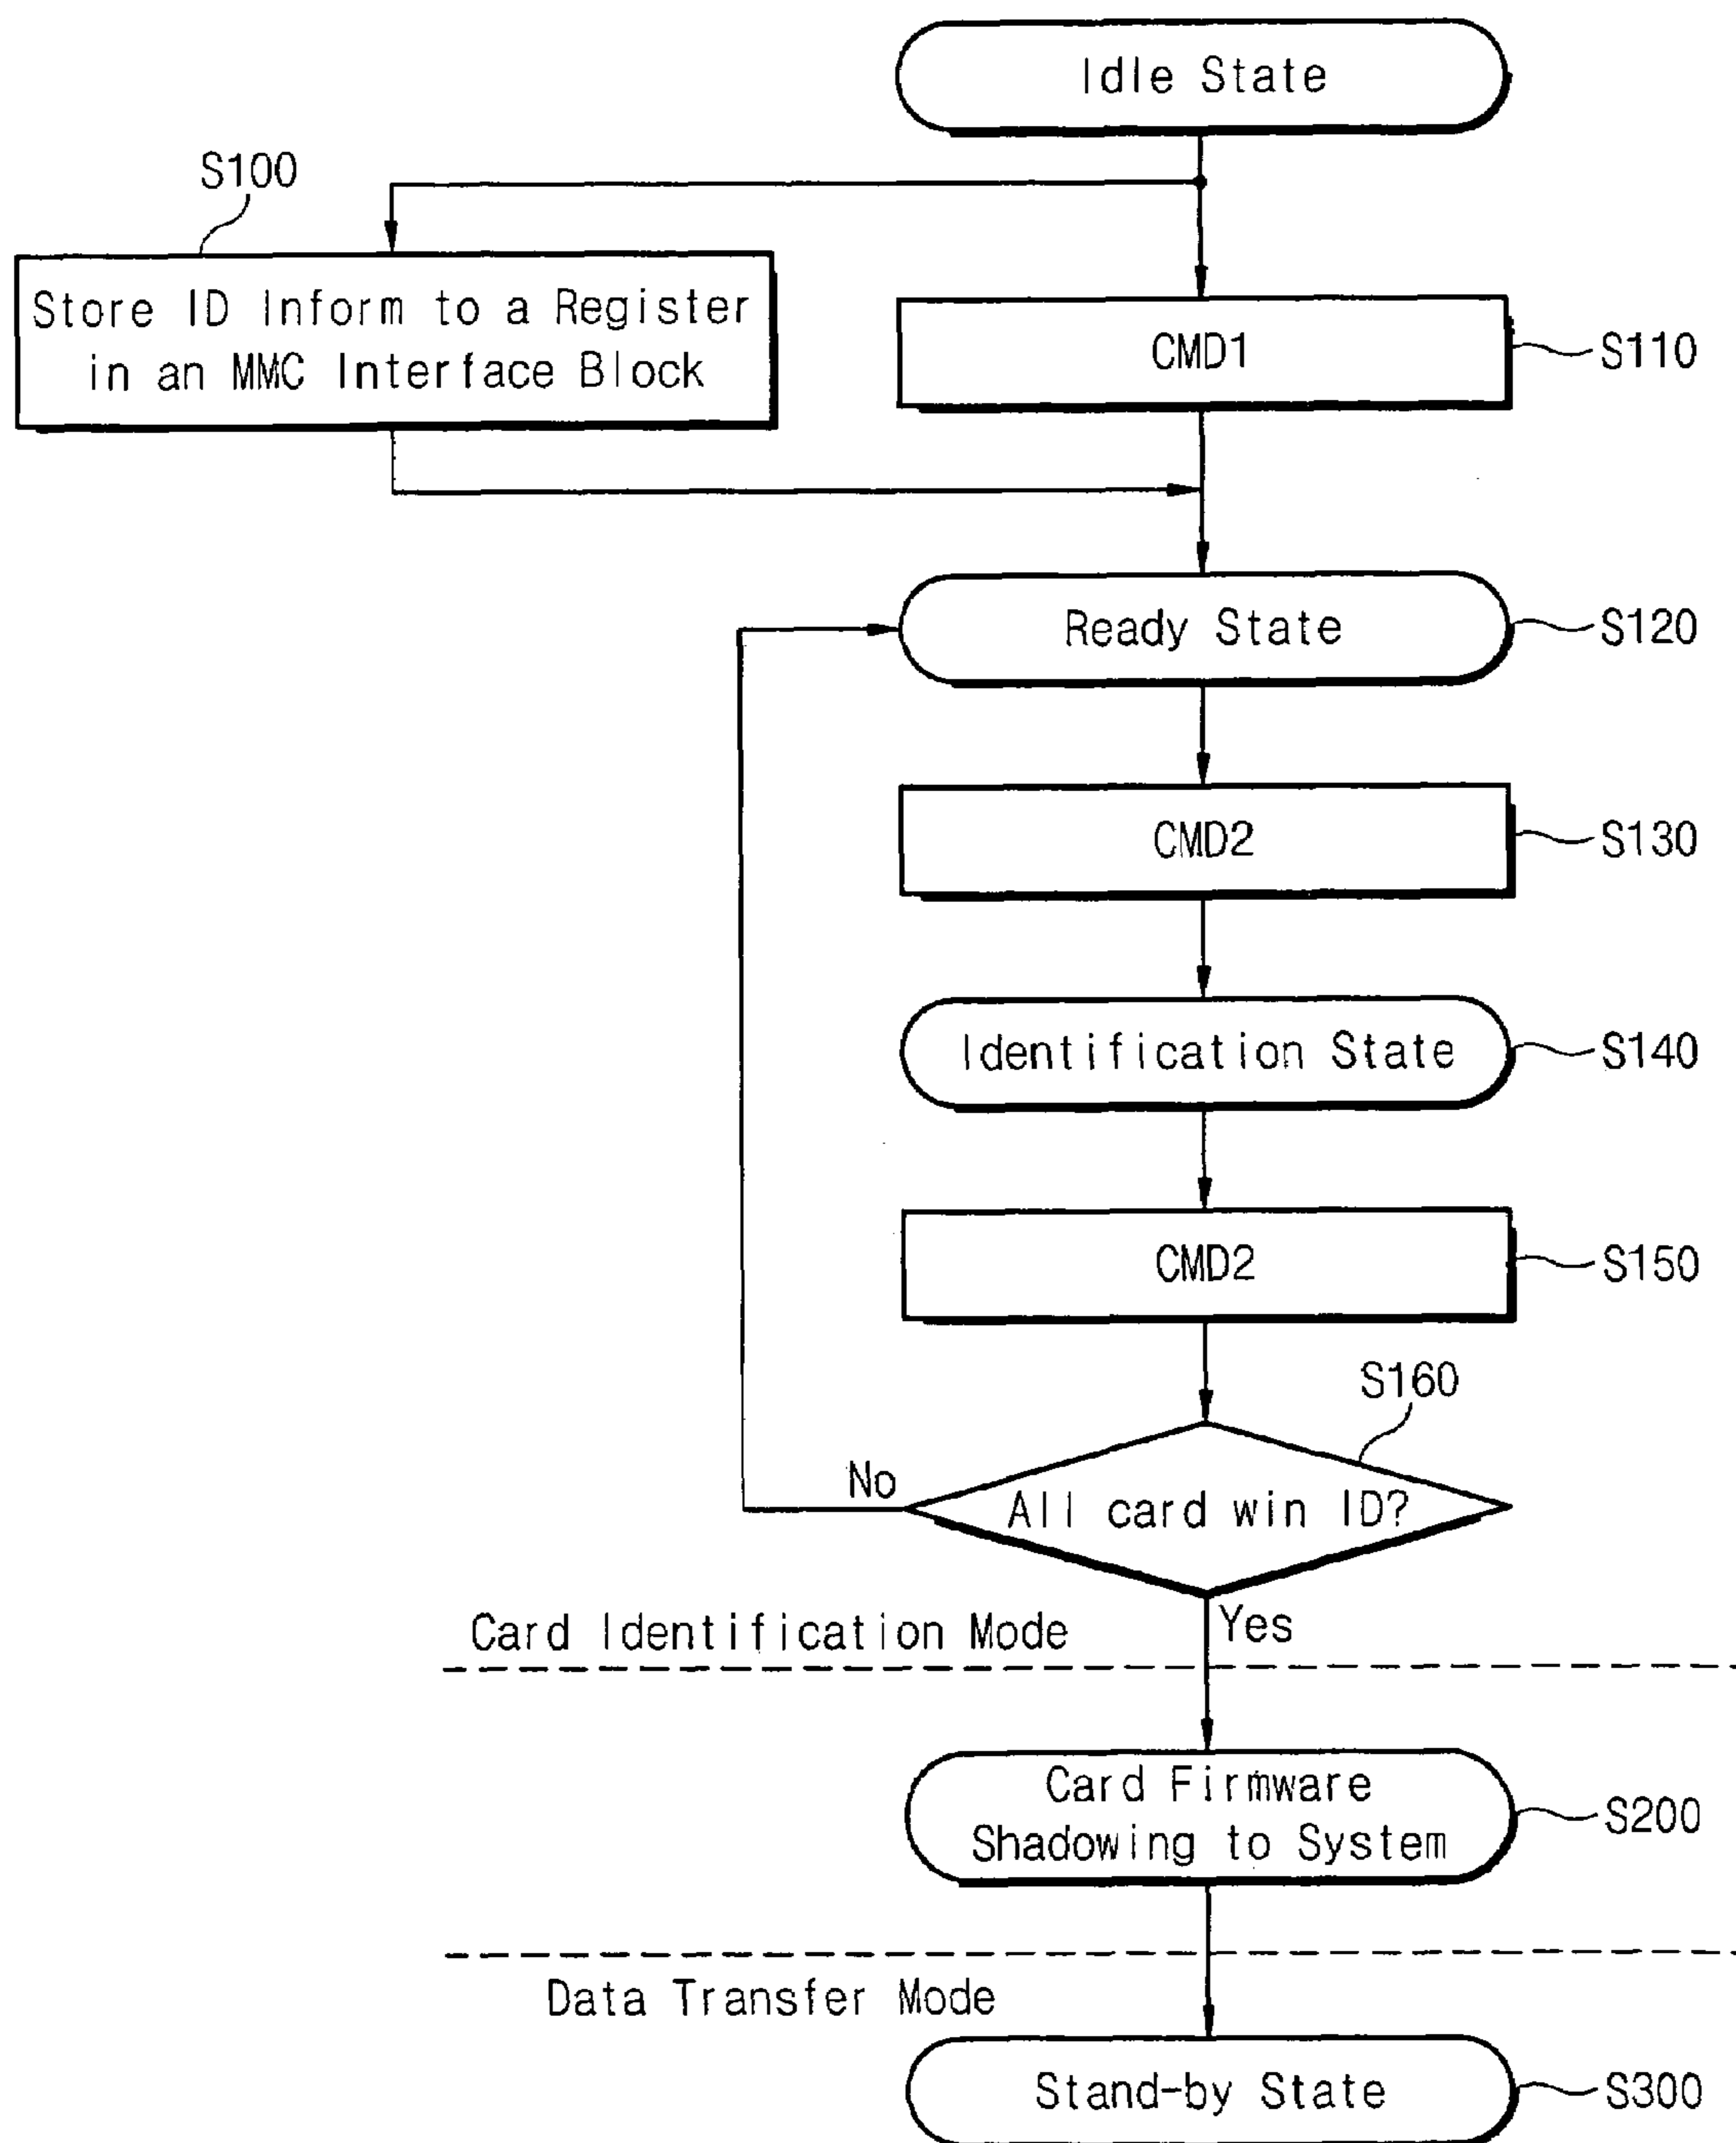 Idle State
S100
Store ID Inform to a Register
in an MMC Interface Block
CMD1
S110
Ready State
S120
CMD2
S130
Identification State
S140
CMD2
S150
S160
No
All card win ID?
Yes
Card Identification Mode
Card Firmware
Shadowing to System
S200
Data Transfer Mode
Stand-by State
S300